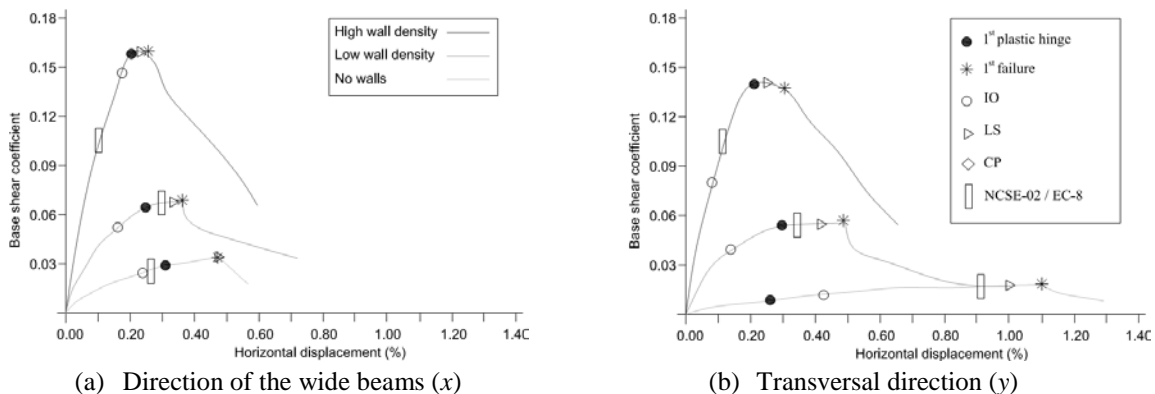 0.18
0.15
0.12
0.09
0.06
0.03
Base shear coefficient
High wall density
Low wall density
No walls
0.00 0.20 0.40 0.60 0.80 1.00 1.20 1.40
Horizontal displacement (%)
(a) Direction of the wide beams (x)
0.18
0.15
0.12
0.09
0.06
0.03
Base shear coefficient
1st plastic hinge
1st failure
IO
LS
CP
NCSE-02 / EC-8
0.00 0.20 0.40 0.60 0.80 1.00 1.20 1.40
Horizontal displacement (%)
(b) Transversal direction (y)